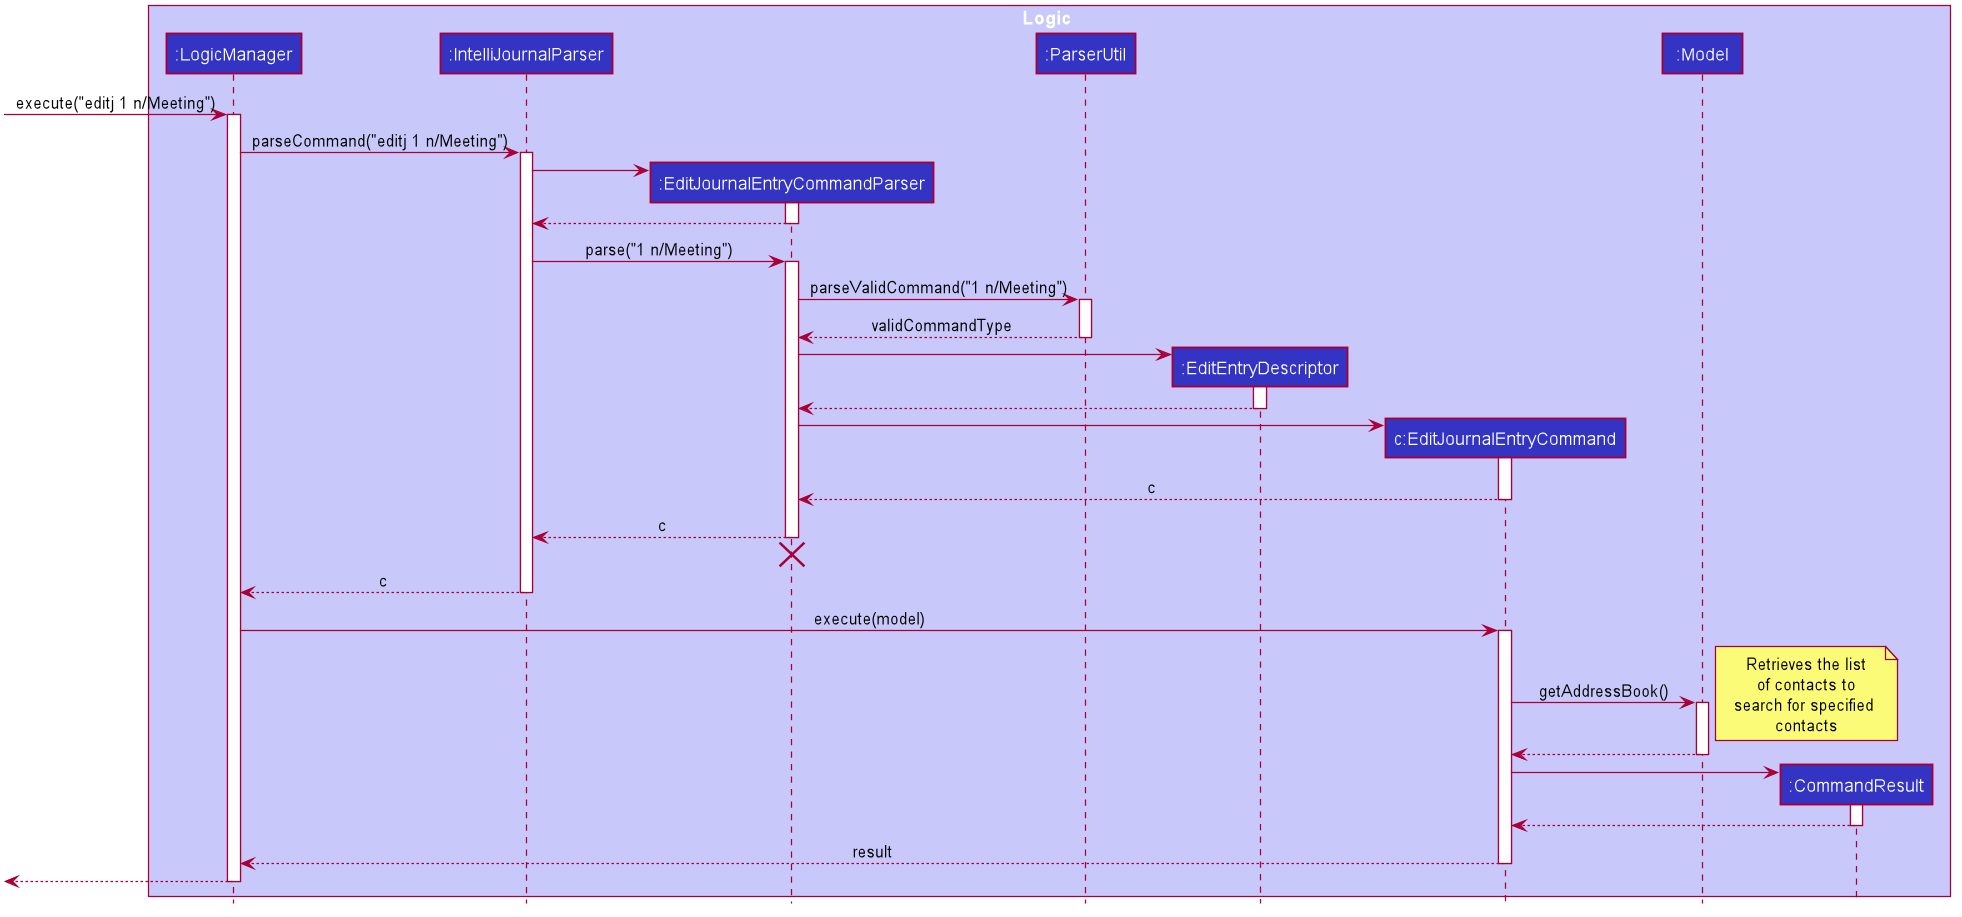 Logic
:LogicManager
:IntelliJournalParser
:ParserUtil
:Model
execute("editj 1 n/Meeting")
parseCommand("editj 1 n/Meeting")
:EditJournalEntryCommandParser
parse("1 n/Meeting")
parseValidCommand("1 n/Meeting")
validCommandType
:EditEntryDescriptor
c:EditJournalEntryCommand
c
c
c
execute(model)
Retrieves the list
of contacts to
search for specified
contacts
getAddressBook()
:CommandResult
result